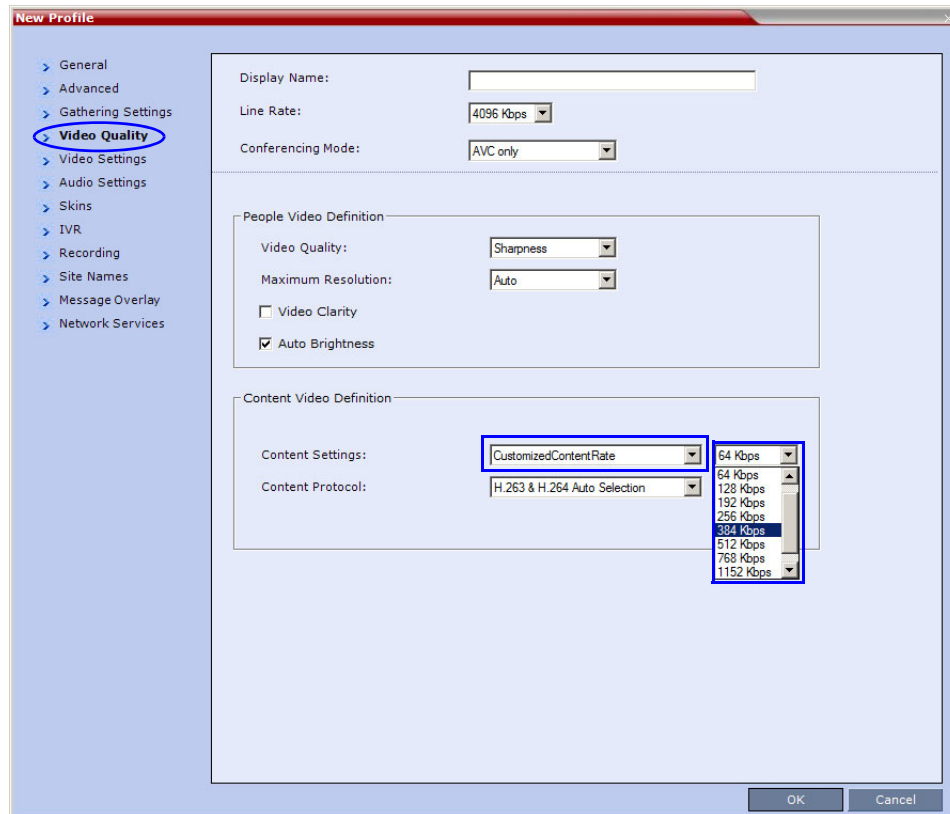 New Profile
General
Advanced
Gathering Settings
Video Quality
Video Settings
Audio Settings
Skins
IVR
Recording
Site Names
Message Overlay
Network Services
Display Name:
Line Rate: 4096 Kbps
Conferencing Mode: AVC only
People Video Definition
Video Quality: Sharpness
Maximum Resolution: Auto
Video Clarity
Auto Brightness
Content Video Definition
Content Settings: CustomizedContentRate 64 Kbps
Content Protocol: H.263 & H.264 Auto Selection
64 Kbps
128 Kbps
192 Kbps
256 Kbps
384 Kbps
512 Kbps
768 Kbps
1152 Kbps
OK Cancel